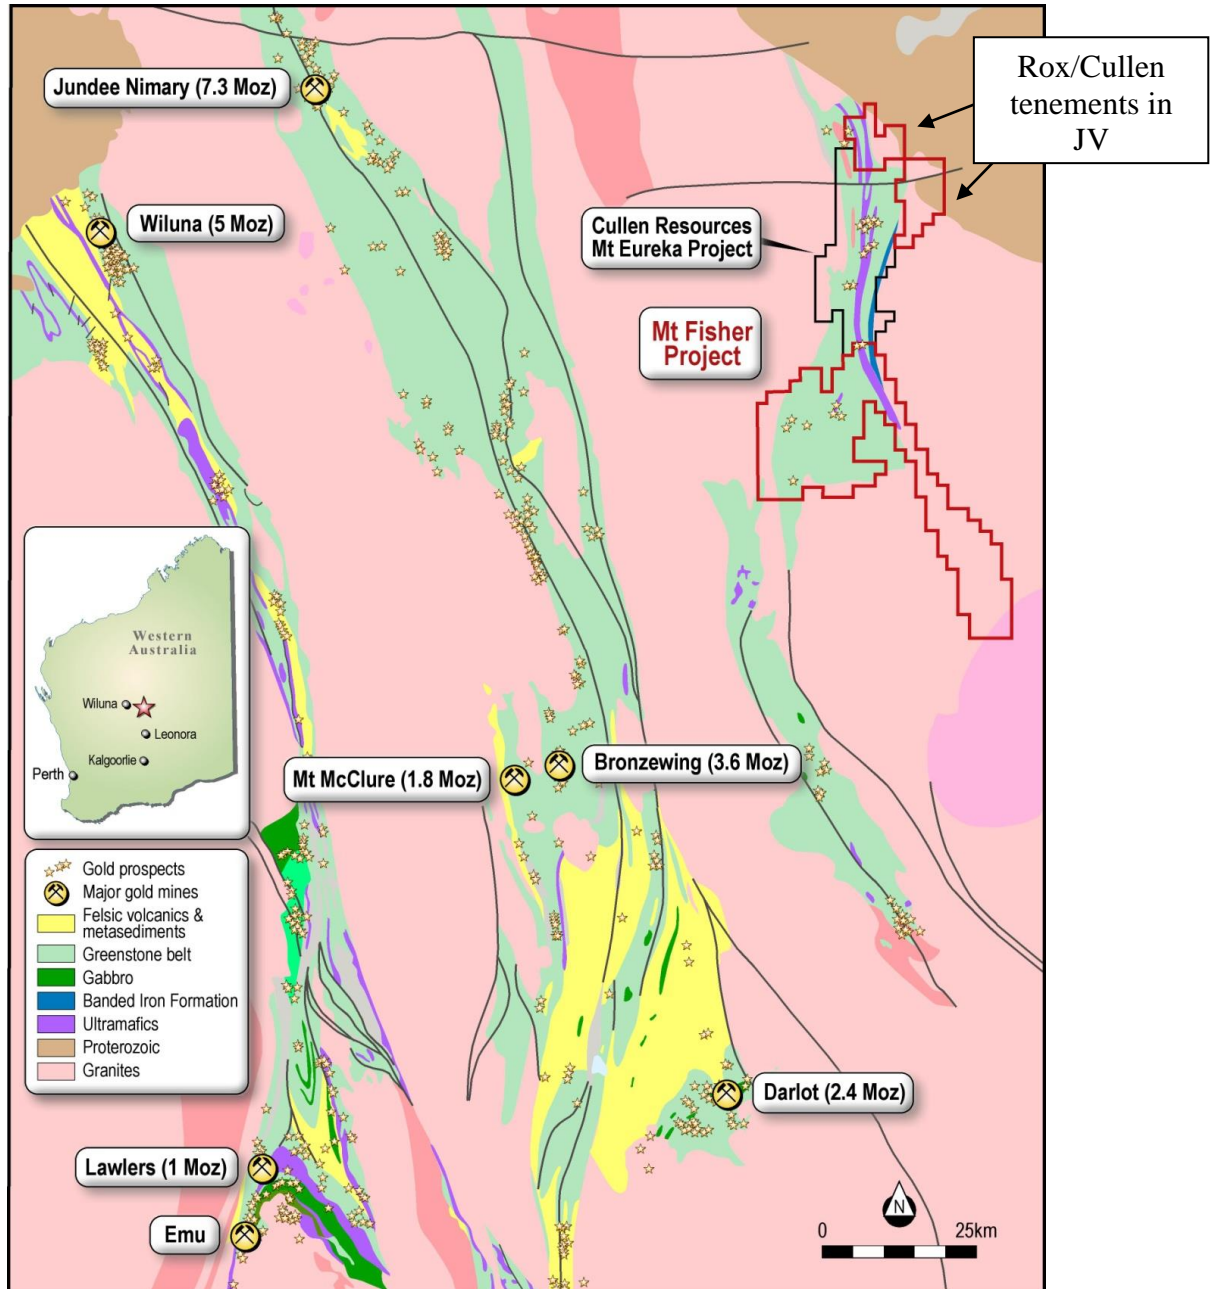 Rox/Cullen
tenements in
JV
Jundee Nimary (7.3 Moz)
Wiluna (5 Moz)
Cullen Resources
Mt Eureka Project
Mt Fisher
Project
Western
Australia
Wiluna
Leonora
Kalgoorlie
Perth
Mt McClure (1.8 Moz)
Bronzewing (3.6 Moz)
Gold prospects
Major gold mines
Felsic volcanics &
metasediments
Greenstone belt
Gabbro
Banded Iron Formation
Ultramafics
Proterozoic
Granites
Darlot (2.4 Moz)
Lawlers (1 Moz)
Emu
N
0 25km